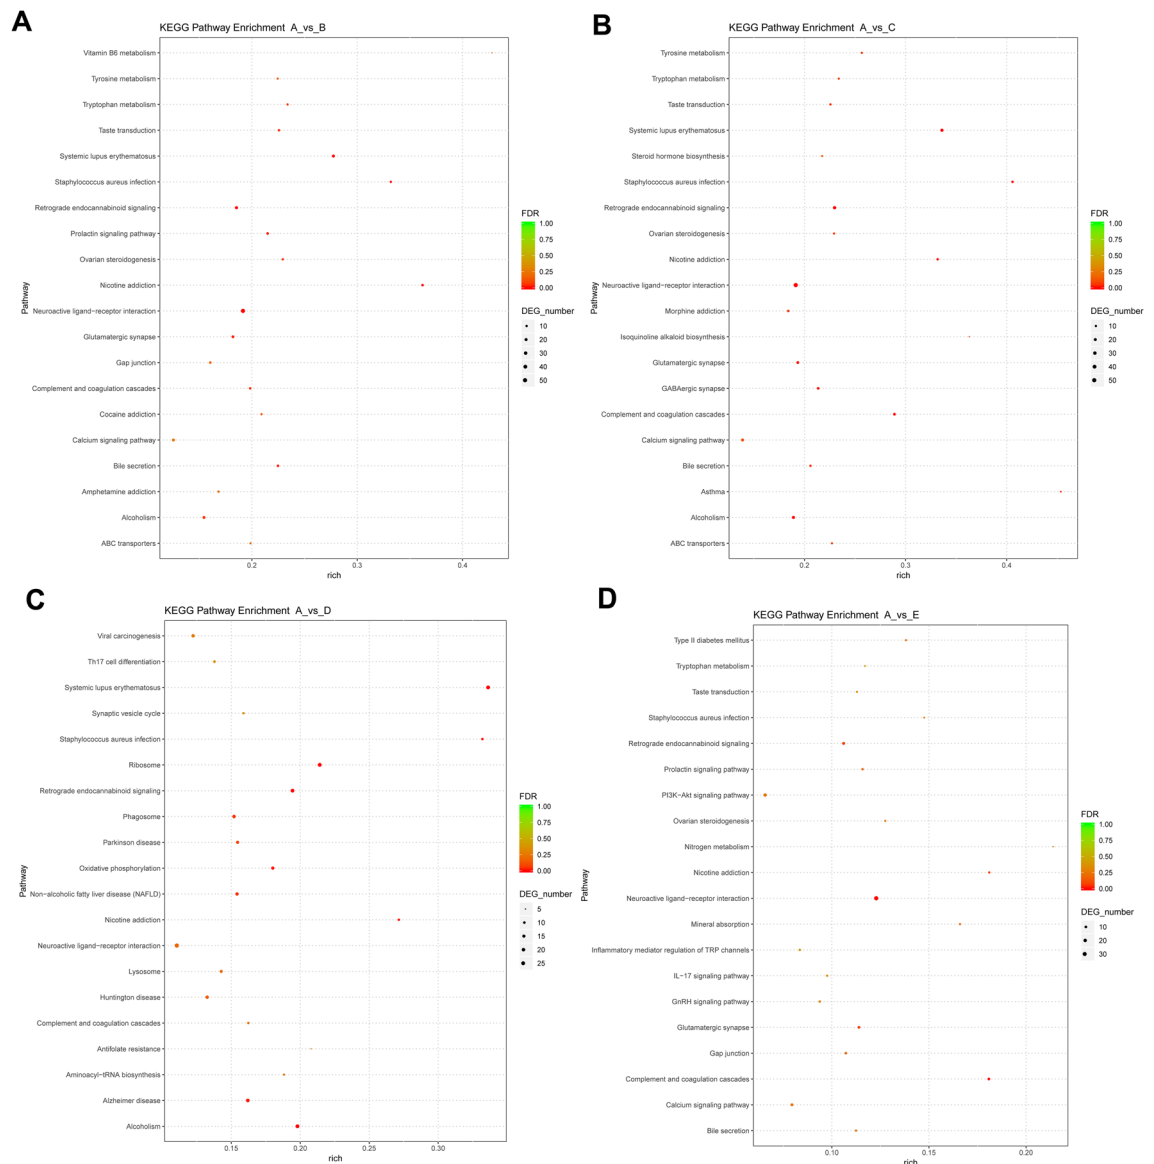 A
KEGG Pathway Enrichment A_vs_B
Vitamin B6 metabolism
Tyrosine metabolism
Tryptophan metabolism
Taste transduction
Systemic lupus erythematosus
Staphylococcus aureus infection
Retrograde endocannabinoid signaling
Prolactin signaling pathway
Ovarian steroidogenesis
Nicotine addiction
Neuroactive ligand−receptor interaction
Glutamatergic synapse
Gap junction
Complement and coagulation cascades
Cocaine addiction
Calcium signaling pathway
Bile secretion
Amphetamine addiction
Alcoholism
ABC transporters
Pathway
0.2 0.3 0.4
rich
FDR
1.00
0.75
0.50
0.25
0.00
DEG_number
10
20
30
40
50
B
KEGG Pathway Enrichment A_vs_C
Tyrosine metabolism
Tryptophan metabolism
Taste transduction
Systemic lupus erythematosus
Steroid hormone biosynthesis
Staphylococcus aureus infection
Retrograde endocannabinoid signaling
Ovarian steroidogenesis
Nicotine addiction
Neuroactive ligand−receptor interaction
Morphine addiction
Isoquinoline alkaloid biosynthesis
Glutamatergic synapse
GABAergic synapse
Complement and coagulation cascades
Calcium signaling pathway
Bile secretion
Asthma
Alcoholism
ABC transporters
Pathway
0.2 0.3 0.4
rich
FDR
1.00
0.75
0.50
0.25
0.00
DEG_number
10
20
30
40
50
C
KEGG Pathway Enrichment A_vs_D
Viral carcinogenesis
Th17 cell differentiation
Systemic lupus erythematosus
Synaptic vesicle cycle
Staphylococcus aureus infection
Ribosome
Retrograde endocannabinoid signaling
Phagosome
Parkinson disease
Oxidative phosphorylation
Non−alcoholic fatty liver disease (NAFLD)
Nicotine addiction
Neuroactive ligand−receptor interaction
Lysosome
Huntington disease
Complement and coagulation cascades
Antifolate resistance
Aminoacyl−tRNA biosynthesis
Alzheimer disease
Alcoholism
Pathway
0.15 0.20 0.25 0.30
rich
FDR
1.00
0.75
0.50
0.25
0.00
DEG_number
5
10
15
20
25
D
KEGG Pathway Enrichment A_vs_E
Type II diabetes mellitus
Tryptophan metabolism
Taste transduction
Staphylococcus aureus infection
Retrograde endocannabinoid signaling
Prolactin signaling pathway
PI3K−Akt signaling pathway
Ovarian steroidogenesis
Nitrogen metabolism
Nicotine addiction
Neuroactive ligand−receptor interaction
Mineral absorption
Inflammatory mediator regulation of TRP channels
IL−17 signaling pathway
GnRH signaling pathway
Glutamatergic synapse
Gap junction
Complement and coagulation cascades
Calcium signaling pathway
Bile secretion
Pathway
0.10 0.15 0.20
rich
FDR
1.00
0.75
0.50
0.25
0.00
DEG_number
10
20
30